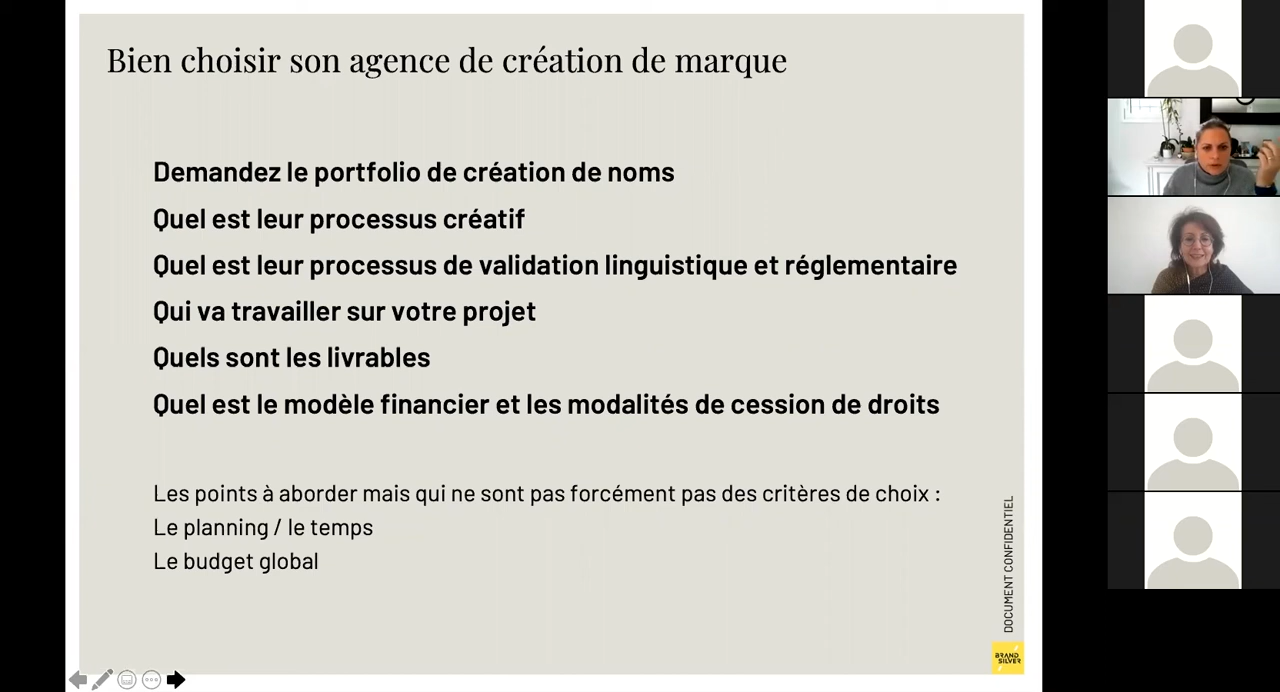 Bien choisir son agence de création de marque
Demandez le portfolio de création de noms
Quel est leur processus créatif
Quel est leur processus de validation linguistique et réglementaire
Qui va travailler sur votre projet
Quels sont les livrables
Quel est le modèle financier et les modalités de cession de droits
Les points à aborder mais qui ne sont pas forcément pas des critères de choix :
Le planning / le temps
Le budget global
DOCUMENT CONFIDENTIEL
BRAND
SILVER